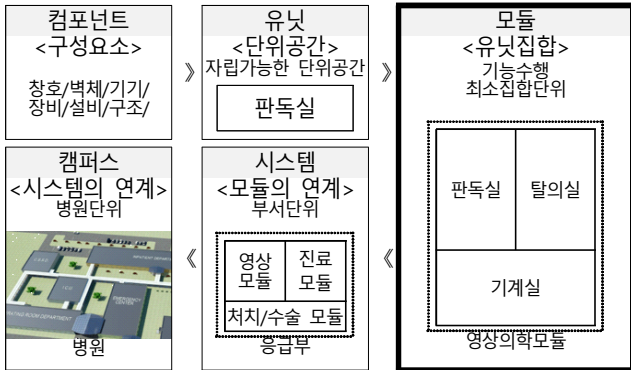 컴포넌트
<구성요소>
창호/벽체/기기/
장비/설비/구조/
》
유닛
<단위공간>
자립가능한 단위공간
판독실
》
모듈
<유닛집합>
기능수행
최소집합단위
판독실
탈의실
기계실
영상의학모듈
《
시스템
<모듈의 연계>
부서단위
영상
모듈
진료
모듈
처치/수술 모듈
응급부
《
캠퍼스
<시스템의 연계>
병원단위
EMERGENCY
CENTER
병원